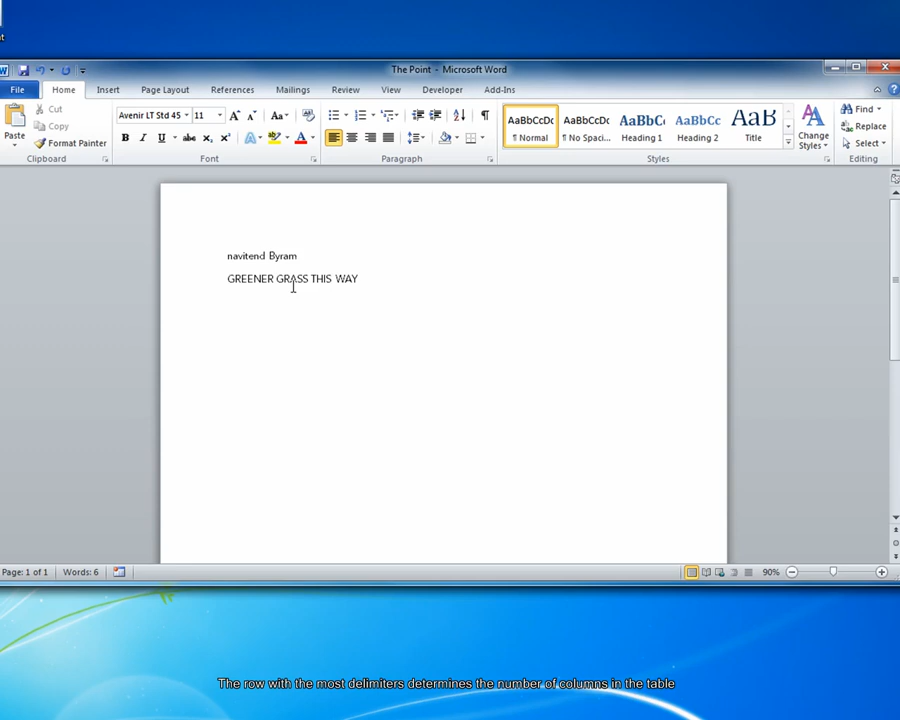 The Point - Microsoft Word
File Home Insert Page Layout References Mailings Review View Developer Add-Ins
Cut
Copy
Format Painter
Paste
Clipboard
Avenir LT Std 45 11
Font
Paragraph
AaBbCcDc AaBbCcDc AaBbC AaBbCc AaB
¶ Normal ¶ No Spaci... Heading 1 Heading 2 Title
Change Styles
Styles
Find
Replace
Select
Editing
navitend Byram
GREENER GRASS THIS WAY
Page: 1 of 1 Words: 6 90%
The row with the most delimiters determines the number of columns in the table